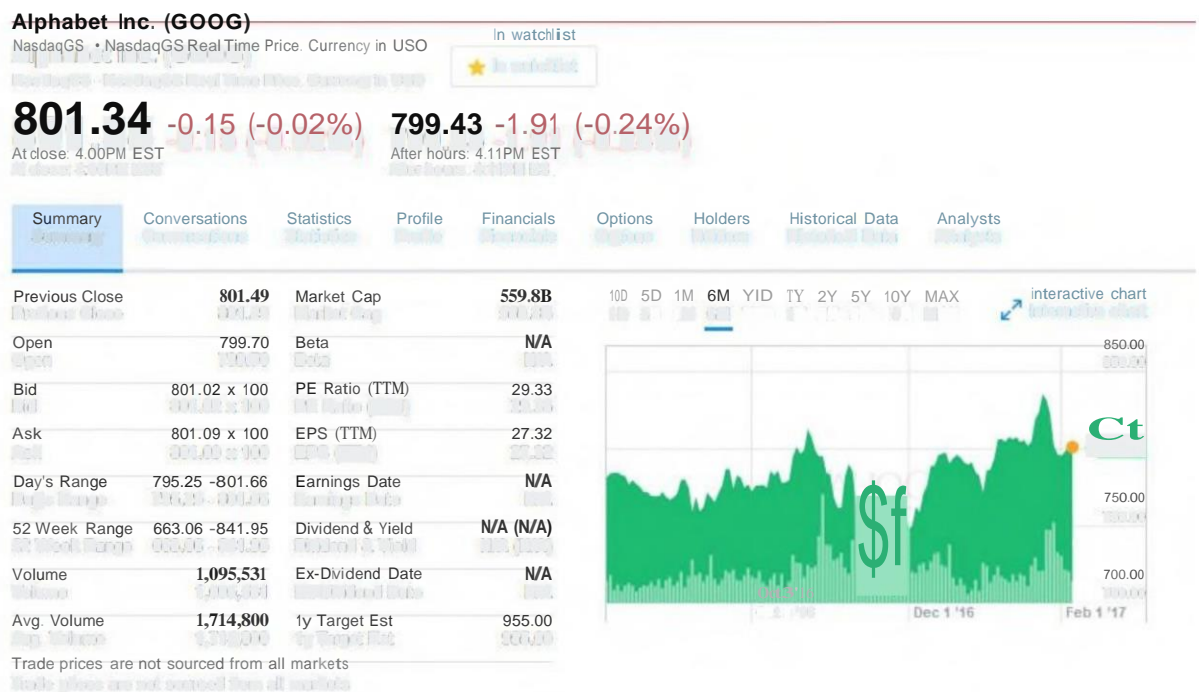 Alphabet Inc. (GOOG)
NasdaqGS • NasdaqGS Real Time Price. Currency in USO
In watchlist
801.34 -0.15 (-0.02%) 799.43 -1.91 (-0.24%)
At close: 4.00PM EST After hours: 4.11PM EST
Summary Conversations Statistics Profile Financials Options Holders Historical Data Analysts
Previous Close 801.49 Market Cap 559.8B
Open 799.70 Beta N/A
Bid 801.02 x 100 PE Ratio (TTM) 29.33
Ask 801.09 x 100 EPS (TTM) 27.32
Day's Range 795.25 -801.66 Earnings Date N/A
52 Week Range 663.06 -841.95 Dividend & Yield N/A (N/A)
Volume 1,095,531 Ex-Dividend Date N/A
Avg. Volume 1,714,800 1y Target Est 955.00
Trade prices are not sourced from all markets
10D 5D 1M 6M YID TY 2Y 5Y 10Y MAX
interactive chart
850.00
Ct
750.00
$f
700.00
Dec 1 '16 Feb 1 '17